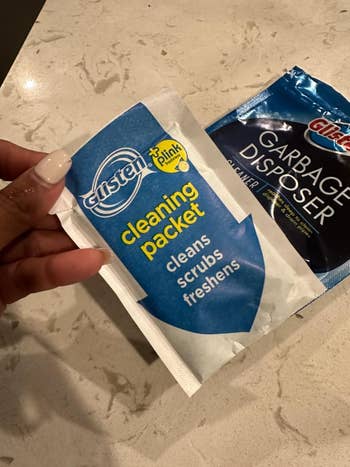 Glisten
+
plink
cleaning
packet
cleans
scrubs
freshens
Glisten
GARBAGE
DISPOSER
CLEANER